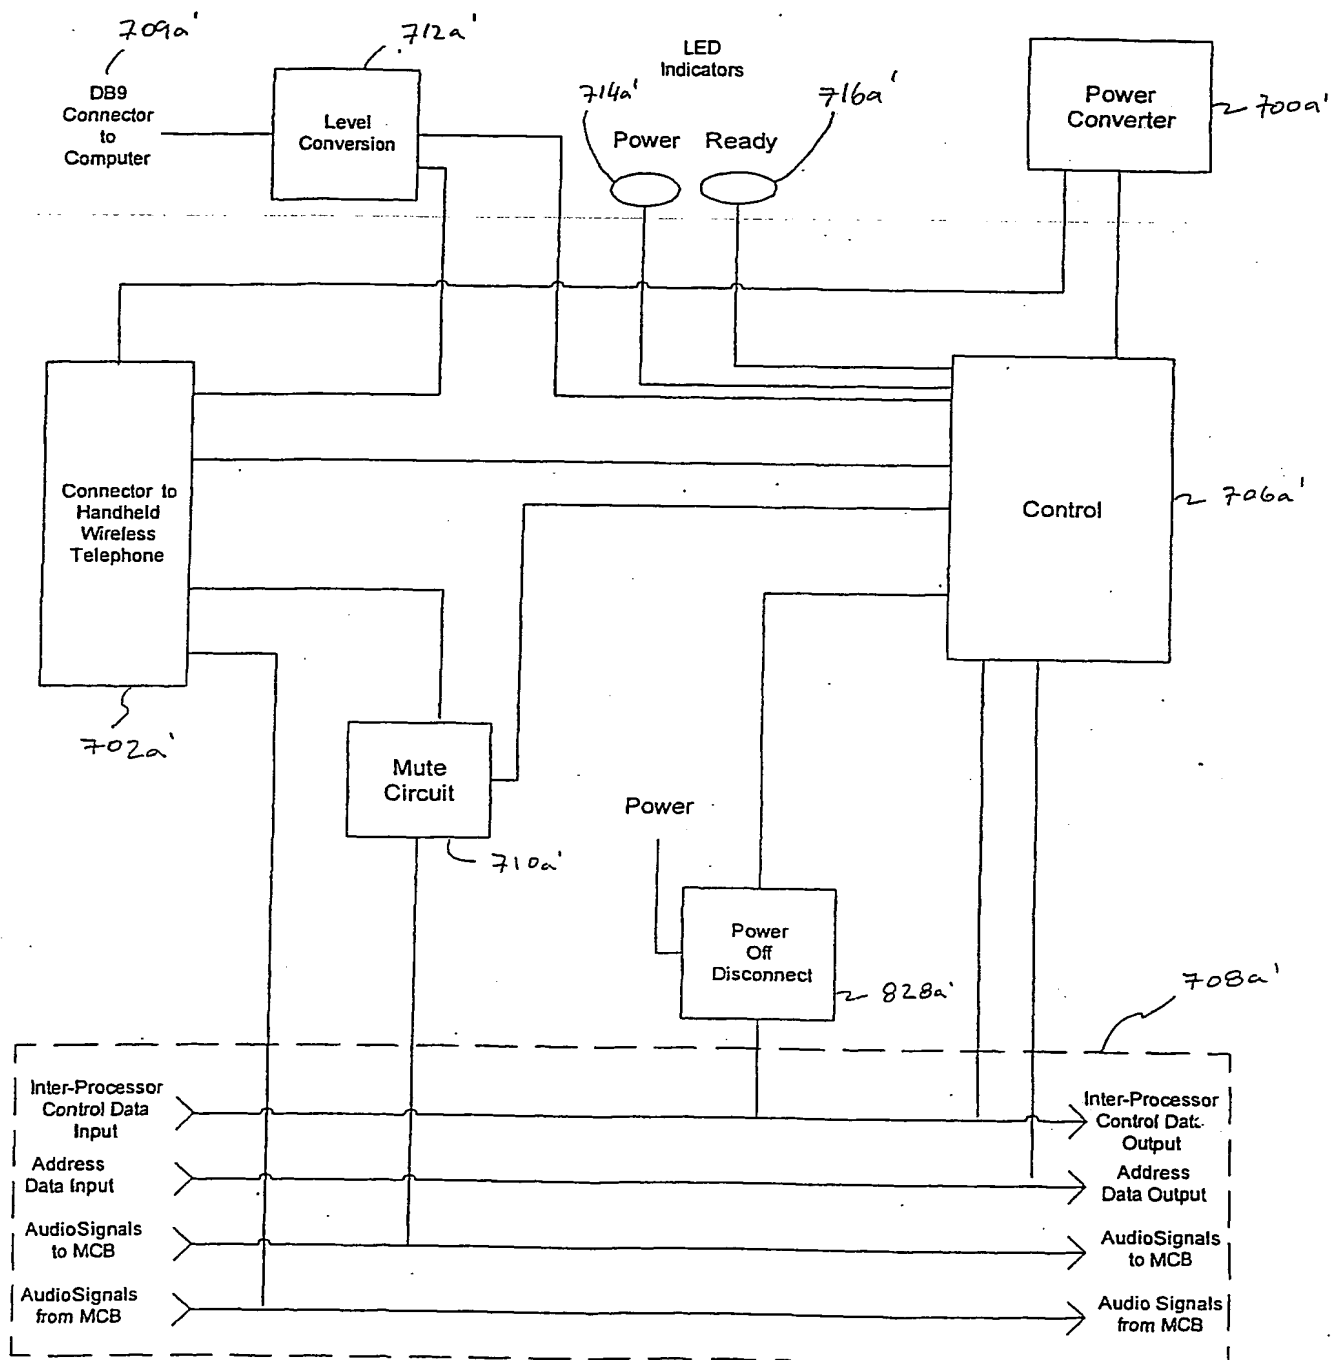 709a'
DB9
Connector
to
Computer
712a'
Level
Conversion
LED
Indicators
714a'
716a'
Power
Ready
Power
Converter
700a'
Connector to
Handheld
Wireless
Telephone
702a'
Control
706a'
Mute
Circuit
710a'
Power
Power
Off
Disconnect
828a'
708a'
Inter-Processor
Control Data
Input
Inter-Processor
Control Data
Output
Address
Data Input
Address
Data Output
AudioSignals
to MCB
AudioSignals
to MCB
AudioSignals
from MCB
Audio Signals
from MCB